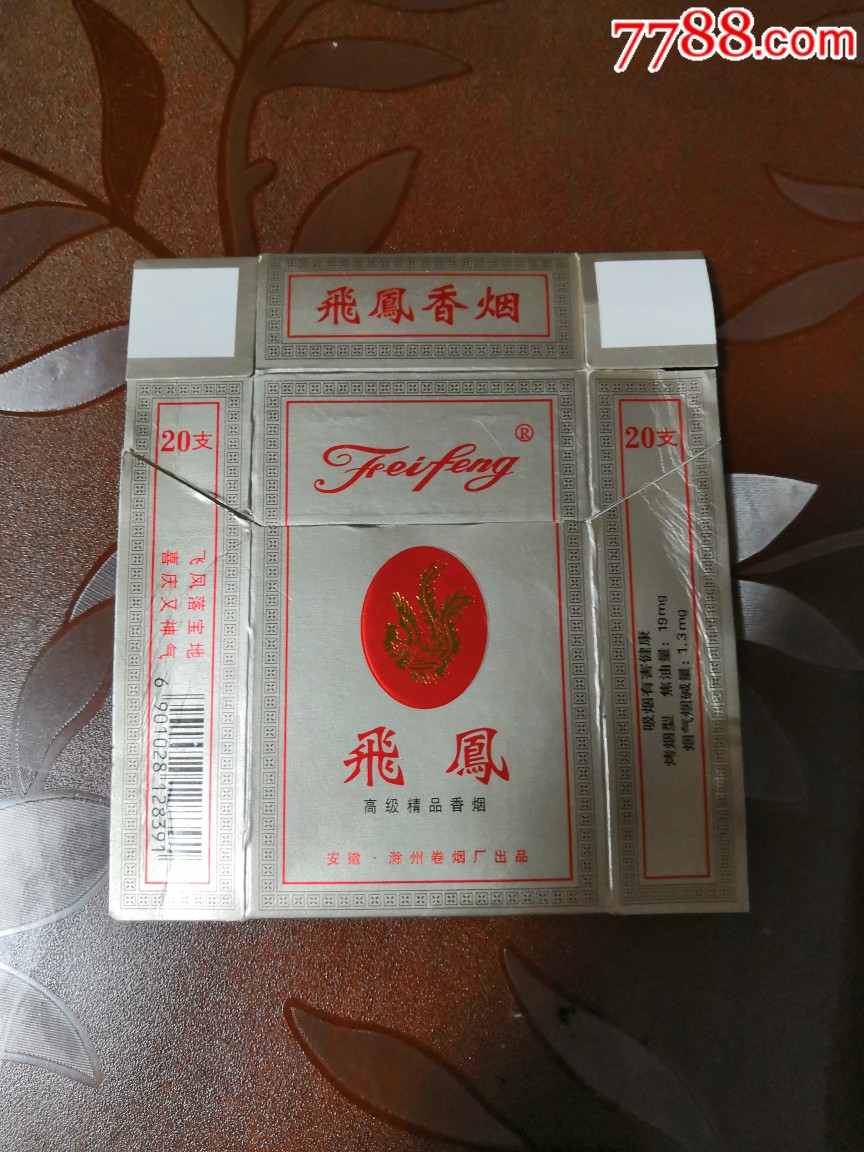 7788.com
飛鳳香烟
20支
Feifeng®
20支
飞凤落宝地
喜庆又神气
6 901028 128391
吸烟有害健康
烤烟型 焦油量：19mg
烟气烟碱量：1.3mg
飛鳳
高级精品香烟
安徽·滁州卷烟厂出品